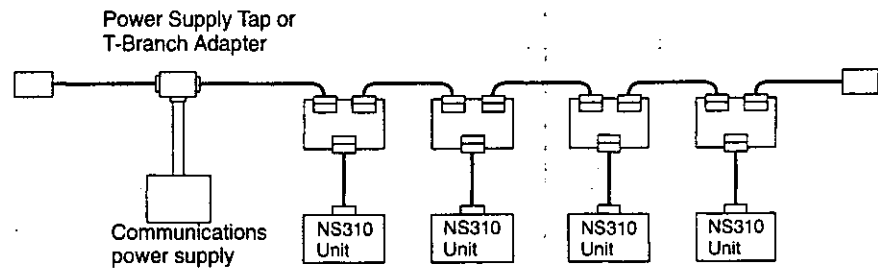 Power Supply Tap or
T-Branch Adapter
Communications
power supply
NS310
Unit
NS310
Unit
NS310
Unit
NS310
Unit